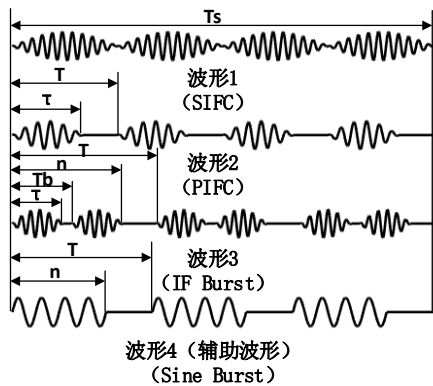 Ts
T
τ
波形1
(SIFC)
T
n
波形2
(PIFC)
Tb
τ
T
n
波形3
(IF Burst)
波形4（辅助波形）
(Sine Burst)